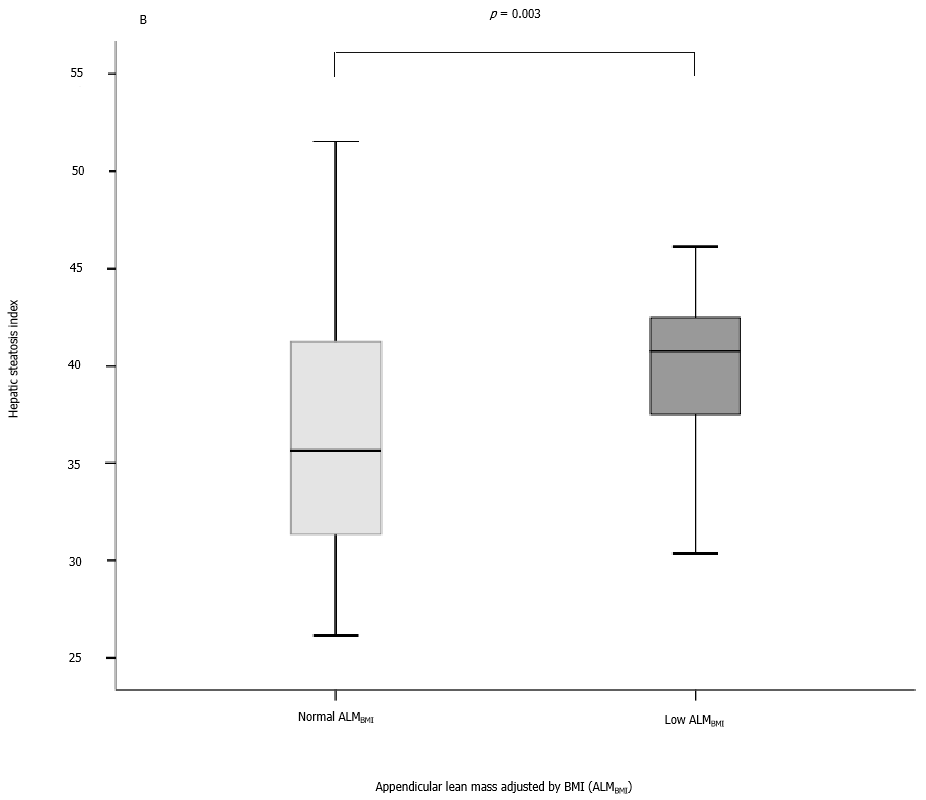 p = 0.003
B
55
50
45
40
35
30
25
Hepatic steatosis index
Normal ALMBMI
Low ALMBMI
Appendicular lean mass adjusted by BMI (ALMBMI)